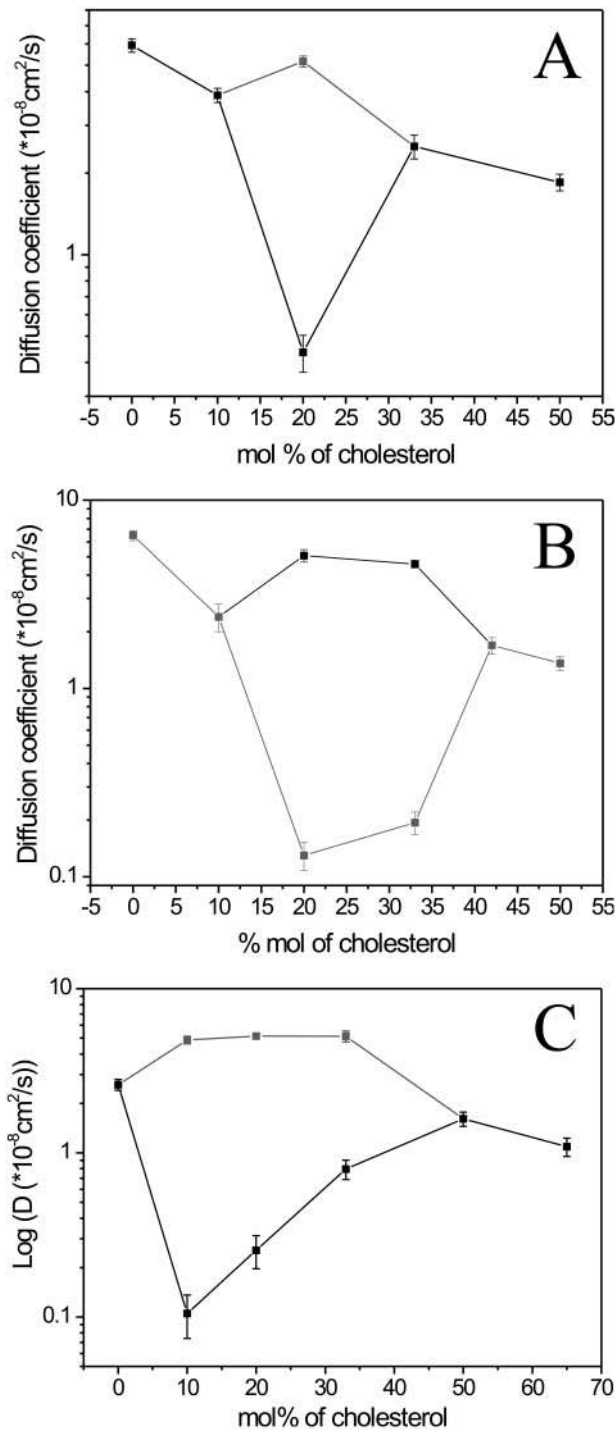 A
Diffusion coefficient (*10⁻⁸cm²/s)
1
-5 0 5 10 15 20 25 30 35 40 45 50 55
mol % of cholesterol
B
Diffusion coefficient (*10⁻⁸cm²/s)
10
1
0.1
-5 0 5 10 15 20 25 30 35 40 45 50 55
% mol of cholesterol
C
Log (D (*10⁻⁸cm²/s))
10
1
0.1
0 10 20 30 40 50 60 70
mol% of cholesterol